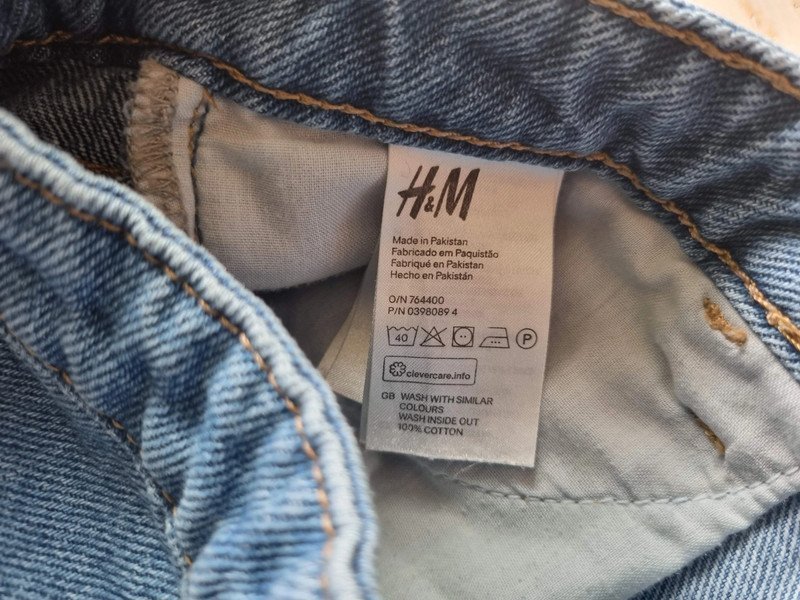 H&M
Made in Pakistan
Fabricado em Paquistão
Fabriqué en Pakistan
Hecho en Pakistán
O/N 764400
P/N 0398089 4
40 P
clevercare.info
GB WASH WITH SIMILAR
COLOURS
WASH INSIDE OUT
100% COTTON